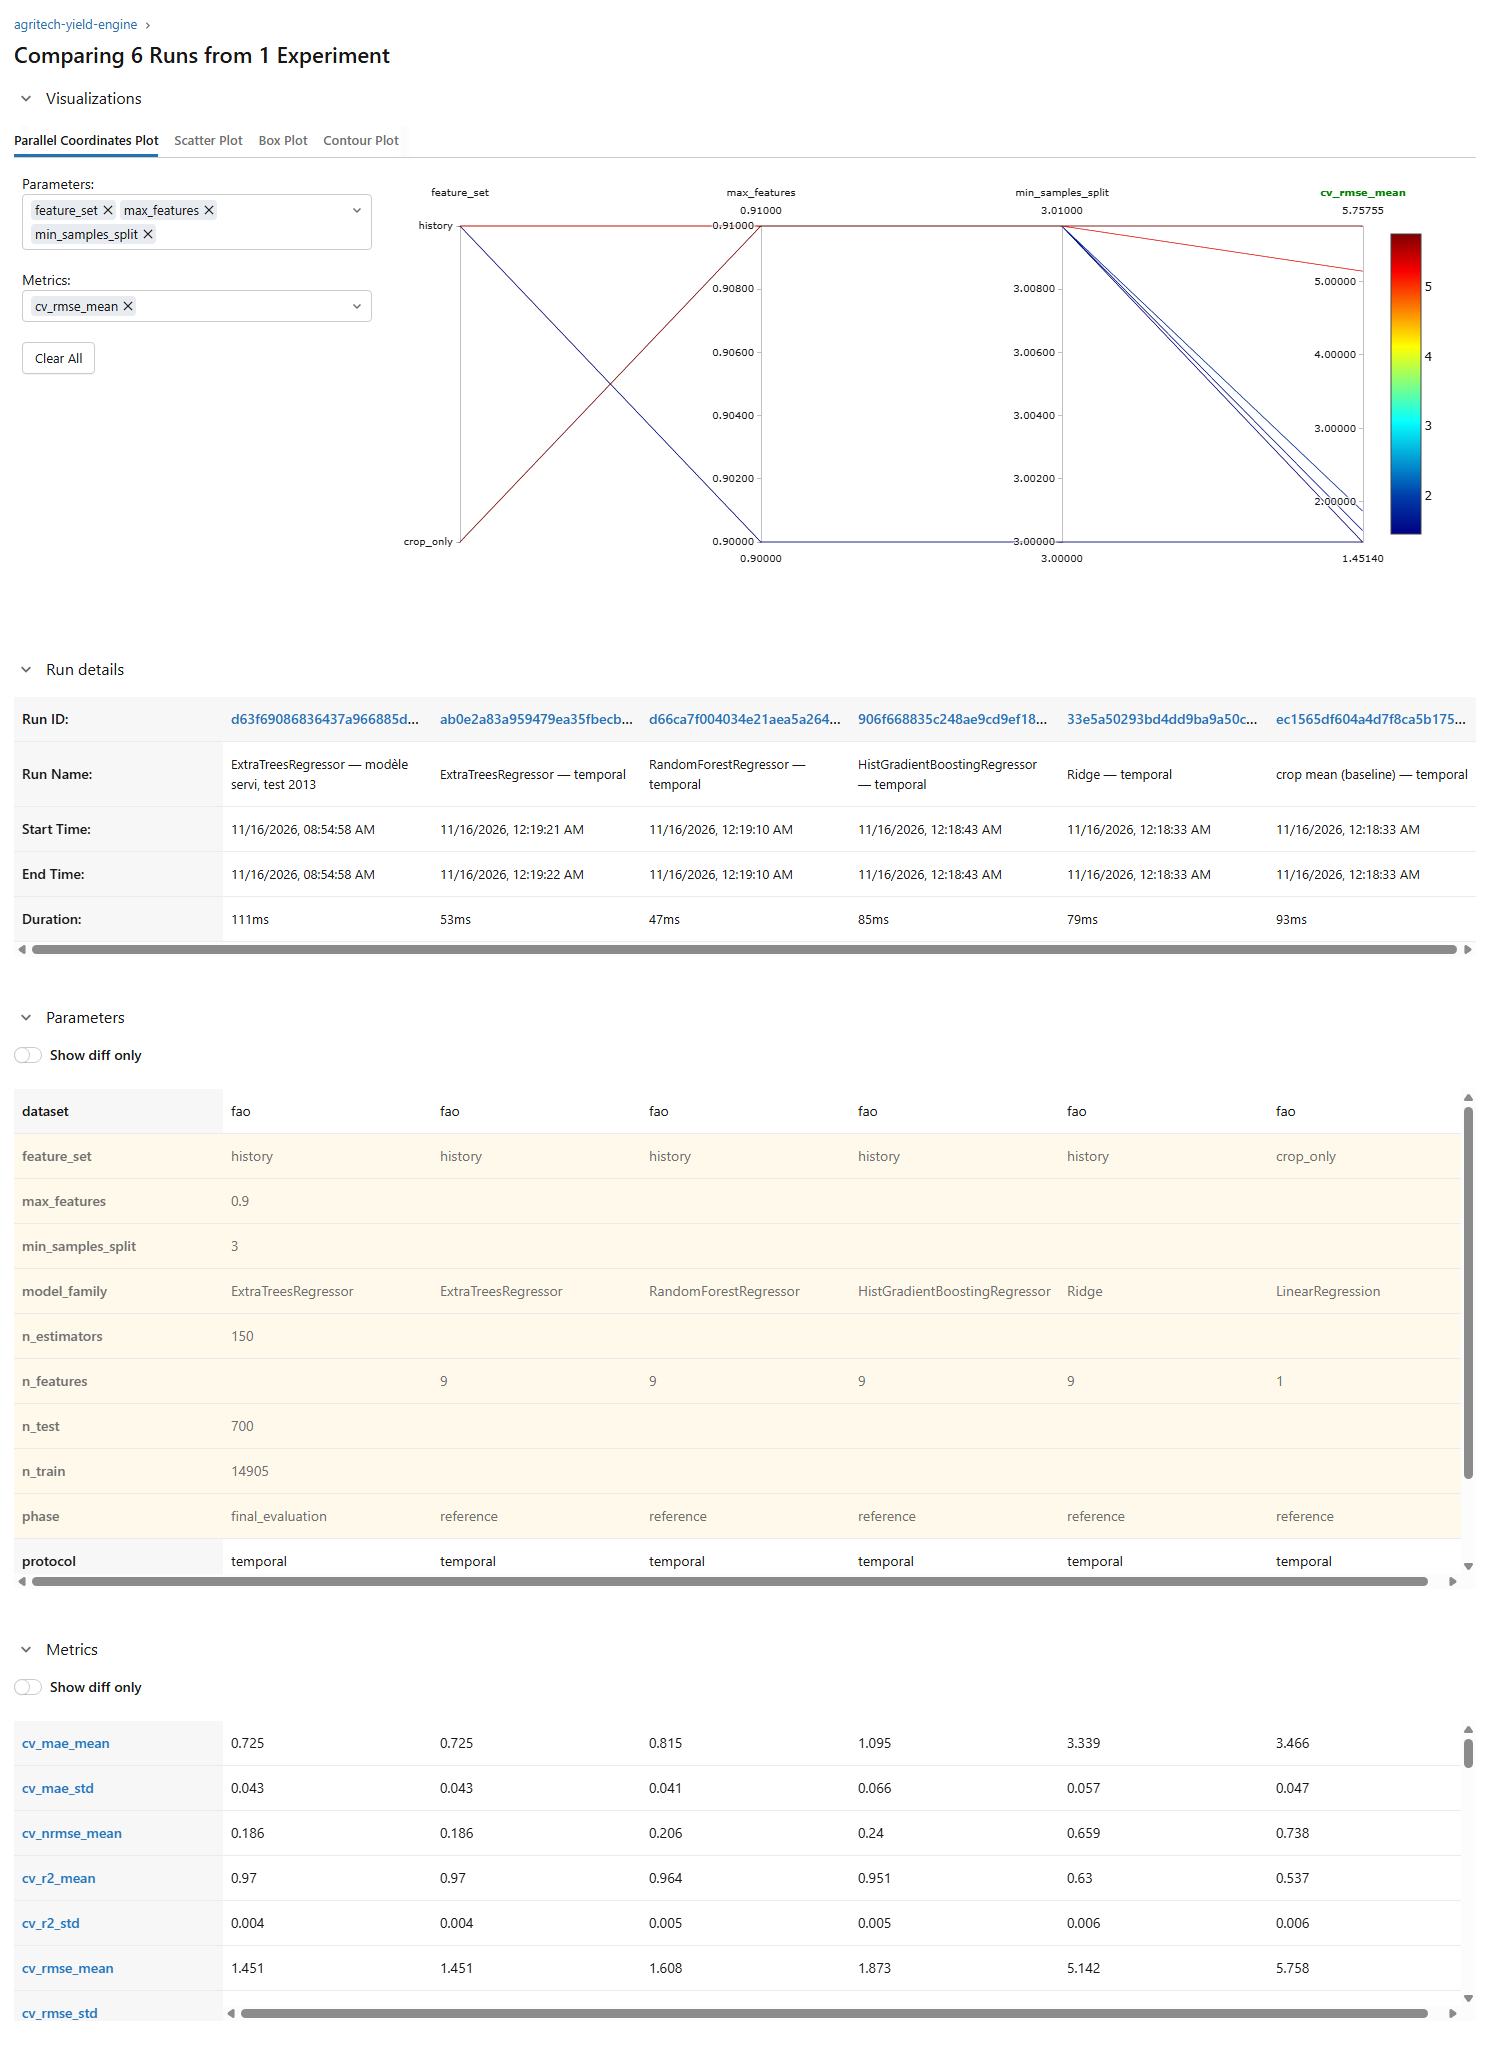 agritech-yield-engine ›
Comparing 6 Runs from 1 Experiment
Visualizations
Parallel Coordinates Plot Scatter Plot Box Plot Contour Plot
Parameters:
feature_set × max_features ×
min_samples_split ×
Metrics:
cv_rmse_mean ×
Clear All
feature_set max_features min_samples_split cv_rmse_mean
0.91000 3.01000 5.75755
history 0.91000
5.00000 5
0.90800 3.00800
0.90600 3.00600 4.00000 4
0.90400 3.00400 3.00000 3
0.90200 3.00200 2.00000 2
crop_only 0.90000 3.00000
0.90000 3.00000 1.45140
Run details
Run ID: d63f69086836437a966885d... ab0e2a83a959479ea35fbecb... d66ca7f004034e21aea5a264... 906f668835c248ae9cd9ef18... 33e5a50293bd4dd9ba9a50c... ec1565df604a4d7f8ca5b175...
Run Name: ExtraTreesRegressor — modèle servi, test 2013 ExtraTreesRegressor — temporal RandomForestRegressor — temporal HistGradientBoostingRegressor — temporal Ridge — temporal crop mean (baseline) — temporal
Start Time: 11/16/2026, 08:54:58 AM 11/16/2026, 12:19:21 AM 11/16/2026, 12:19:10 AM 11/16/2026, 12:18:43 AM 11/16/2026, 12:18:33 AM 11/16/2026, 12:18:33 AM
End Time: 11/16/2026, 08:54:58 AM 11/16/2026, 12:19:22 AM 11/16/2026, 12:19:10 AM 11/16/2026, 12:18:43 AM 11/16/2026, 12:18:33 AM 11/16/2026, 12:18:33 AM
Duration: 111ms 53ms 47ms 85ms 79ms 93ms
Parameters
Show diff only
dataset fao fao fao fao fao fao
feature_set history history history history history crop_only
max_features 0.9
min_samples_split 3
model_family ExtraTreesRegressor ExtraTreesRegressor RandomForestRegressor HistGradientBoostingRegressor Ridge LinearRegression
n_estimators 150
n_features 9 9 9 9 1
n_test 700
n_train 14905
phase final_evaluation reference reference reference reference reference
protocol temporal temporal temporal temporal temporal temporal
Metrics
Show diff only
cv_mae_mean 0.725 0.725 0.815 1.095 3.339 3.466
cv_mae_std 0.043 0.043 0.041 0.066 0.057 0.047
cv_nrmse_mean 0.186 0.186 0.206 0.24 0.659 0.738
cv_r2_mean 0.97 0.97 0.964 0.951 0.63 0.537
cv_r2_std 0.004 0.004 0.005 0.005 0.006 0.006
cv_rmse_mean 1.451 1.451 1.608 1.873 5.142 5.758
cv_rmse_std